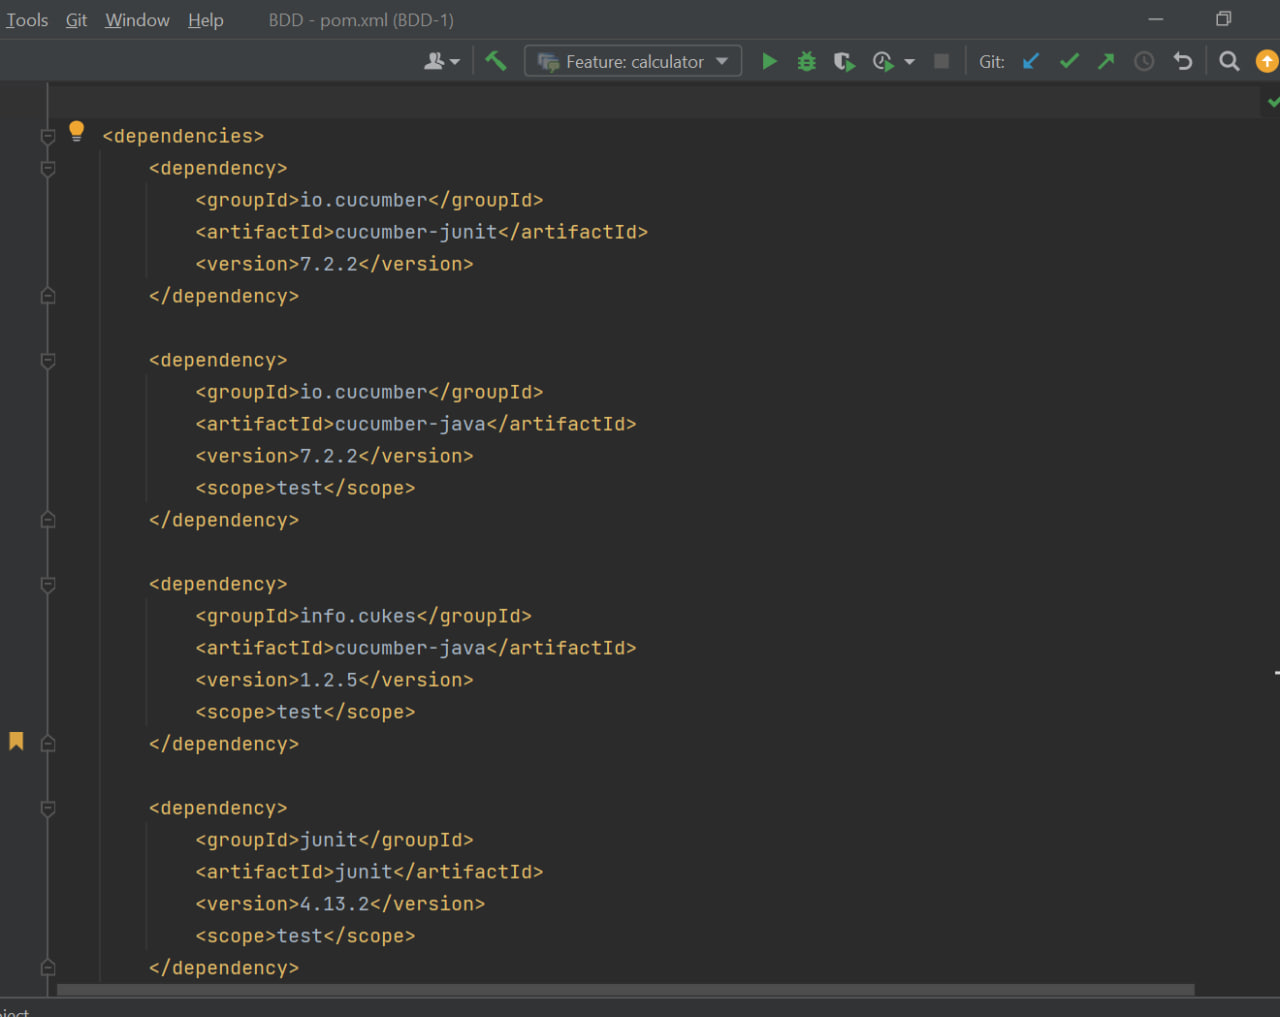 Tools Git Window Help BDD - pom.xml (BDD-1)
Feature: calculator Git:
<dependencies>
<dependency>
<groupId>io.cucumber</groupId>
<artifactId>cucumber-junit</artifactId>
<version>7.2.2</version>
</dependency>
<dependency>
<groupId>io.cucumber</groupId>
<artifactId>cucumber-java</artifactId>
<version>7.2.2</version>
<scope>test</scope>
</dependency>
<dependency>
<groupId>info.cukes</groupId>
<artifactId>cucumber-java</artifactId>
<version>1.2.5</version>
<scope>test</scope>
</dependency>
<dependency>
<groupId>junit</groupId>
<artifactId>junit</artifactId>
<version>4.13.2</version>
<scope>test</scope>
</dependency>